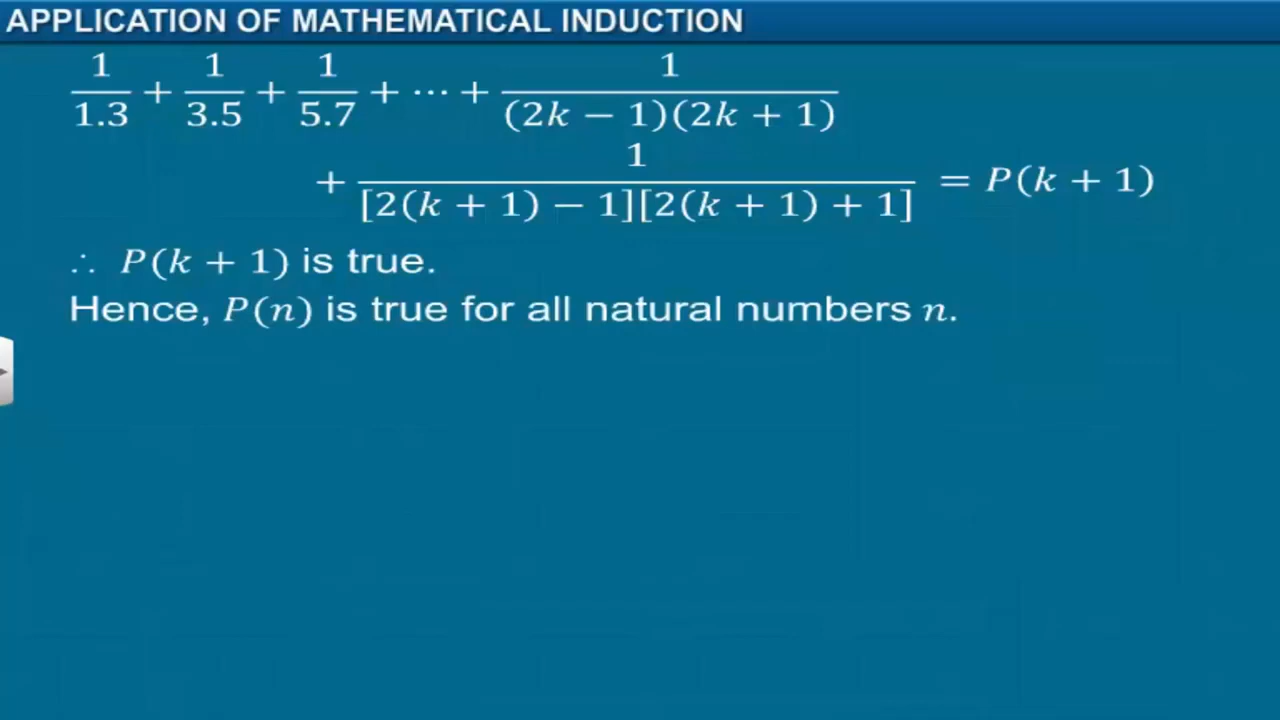 APPLICATION OF MATHEMATICAL INDUCTION
1/1.3 + 1/3.5 + 1/5.7 + ⋯ + 1/(2k − 1)(2k + 1)
+ 1/[2(k + 1) − 1][2(k + 1) + 1] = P(k + 1)
∴ P(k + 1) is true.
Hence, P(n) is true for all natural numbers n.